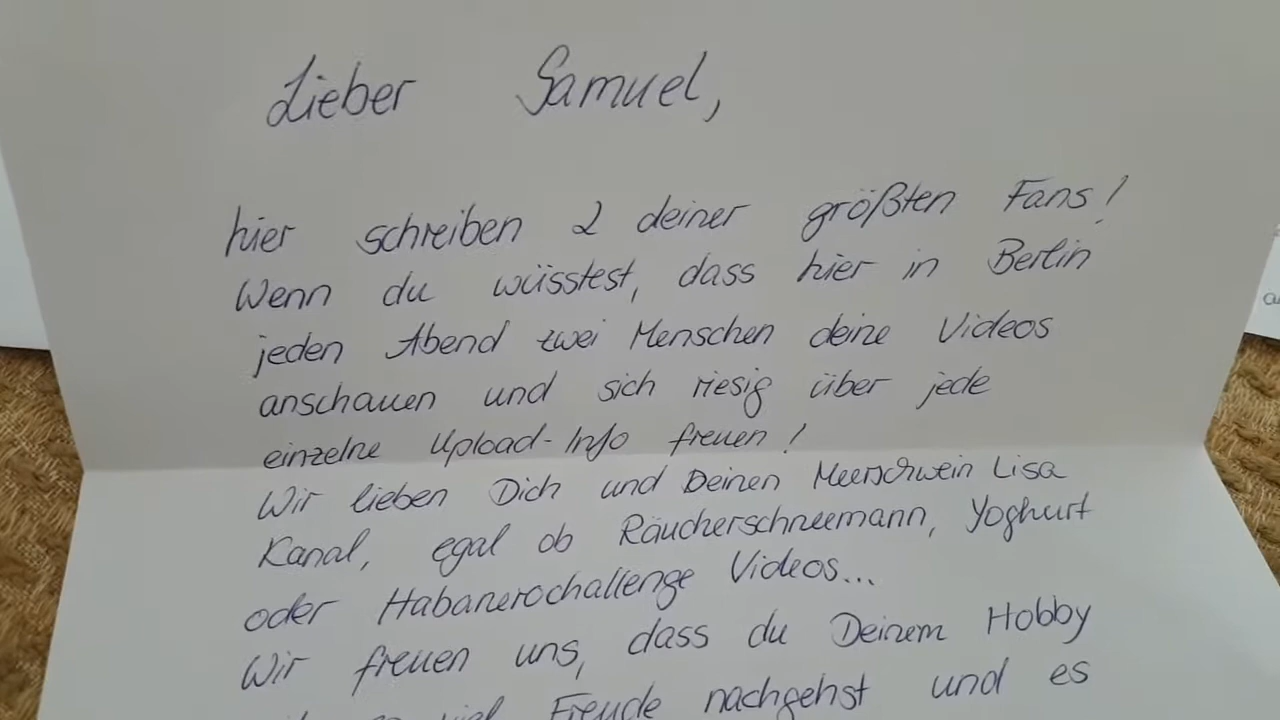 Lieber Samuel,
hier schreiben 2 deiner größten Fans!
Wenn du wüsstest, dass hier in Berlin
jeden Abend zwei Menschen deine Videos
anschauen und sich riesig über jede
einzelne Upload-Info freuen!
Wir lieben Dich und Deinen Meerschwein Lisa
Kanal, egal ob Räucherschneemann, Yoghurt
oder Habanerochallenge Videos...
Wir freuen uns, dass du Deinem Hobby
viel Freude nachgehst und es